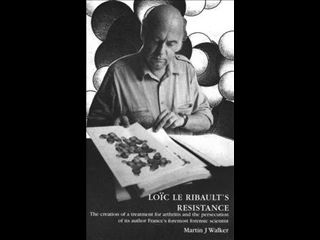 LOÏC LE RIBAULT'S
RESISTANCE
The creation of a treatment for arthritis and the persecution
of its author France's foremost forensic scientist
Martin J Walker